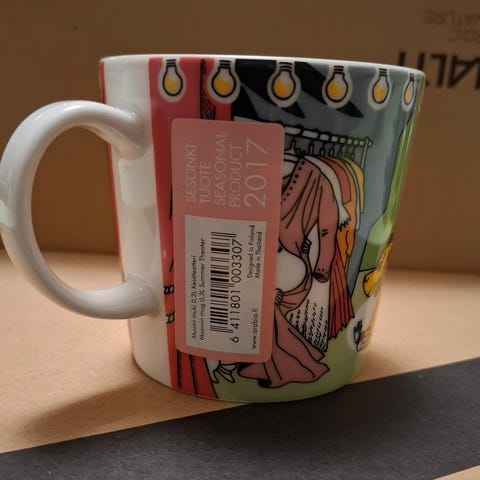 SESONKI-
TUOTE
SEASONAL
PRODUCT
2017
Muumi muki 0,3L Kesäteatteri
Moomin mug 0,3L Summer Theater
6 411801 003307
Designed in Finland
Made in Thailand
www.arabia.fi